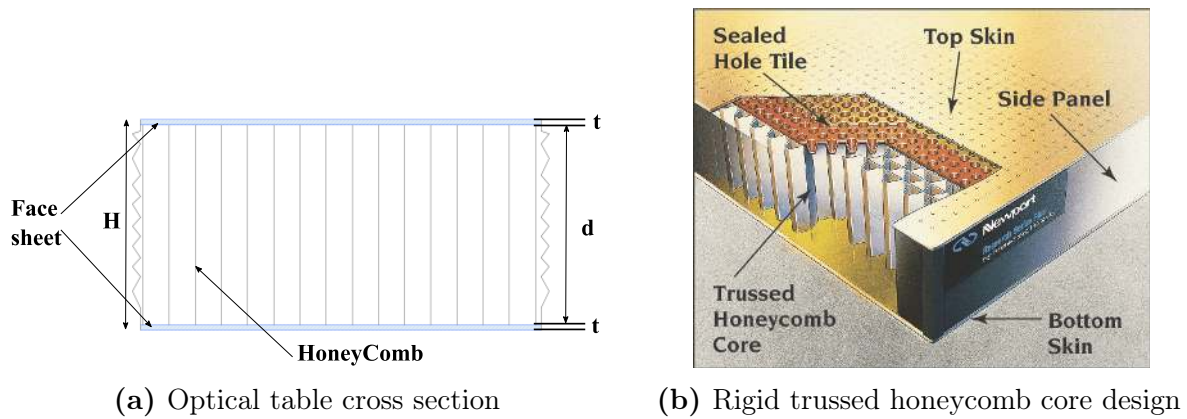 t
Face
sheet
H
d
t
HoneyComb
(a) Optical table cross section
Sealed
Hole Tile
Top Skin
Side Panel
Newport
Trussed
Honeycomb
Core
Bottom
Skin
(b) Rigid trussed honeycomb core design